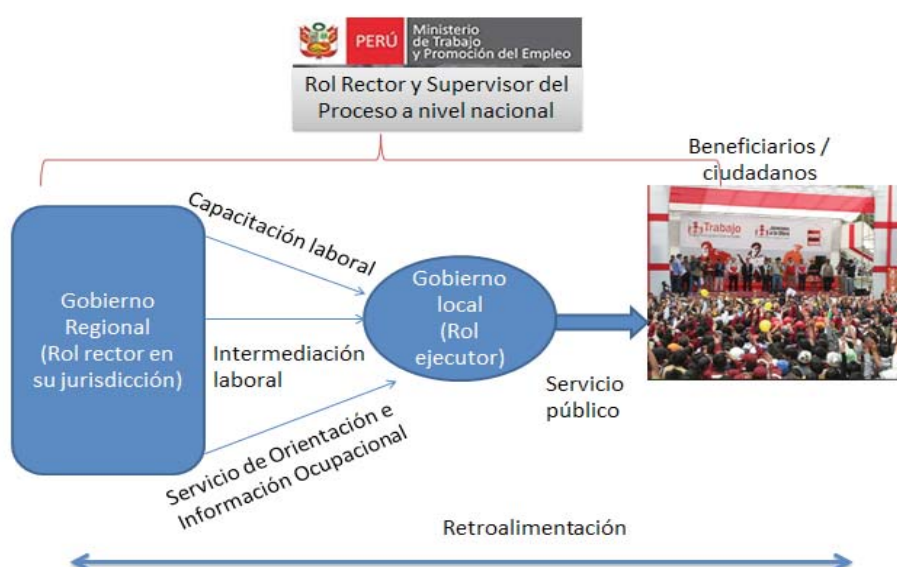 PERÚ
Ministerio
de Trabajo
y Promoción del Empleo
Rol Rector y Supervisor del
Proceso a nivel nacional
Beneficiarios /
ciudadanos
Trabajo
Capacitación laboral
Gobierno
Regional
(Rol rector en
su jurisdicción)
Gobierno
local
(Rol
ejecutor)
Intermediación
laboral
Servicio
público
Servicio de Orientación e
Información Ocupacional
Retroalimentación